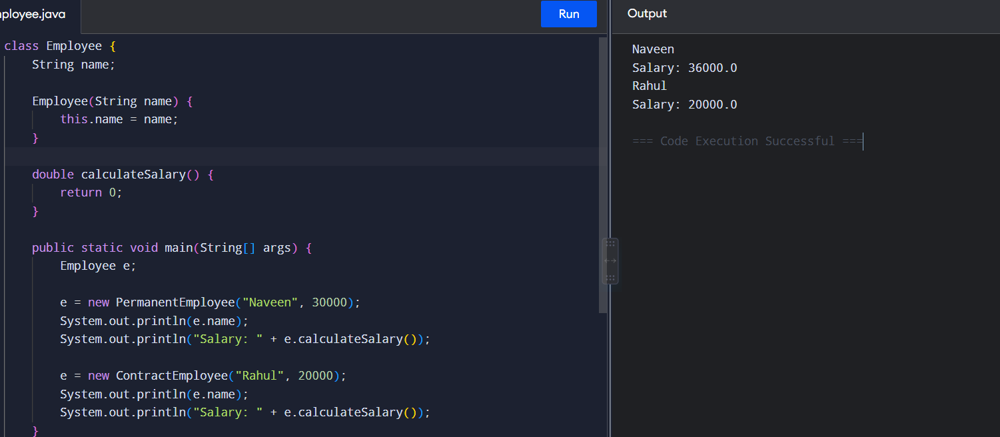 mployee.java
Run
class Employee {
    String name;

    Employee(String name) {
        this.name = name;
    }

    double calculateSalary() {
        return 0;
    }

    public static void main(String[] args) {
        Employee e;

        e = new PermanentEmployee("Naveen", 30000);
        System.out.println(e.name);
        System.out.println("Salary: " + e.calculateSalary());

        e = new ContractEmployee("Rahul", 20000);
        System.out.println(e.name);
        System.out.println("Salary: " + e.calculateSalary());
    }
Output
Naveen
Salary: 36000.0
Rahul
Salary: 20000.0

=== Code Execution Successful ===